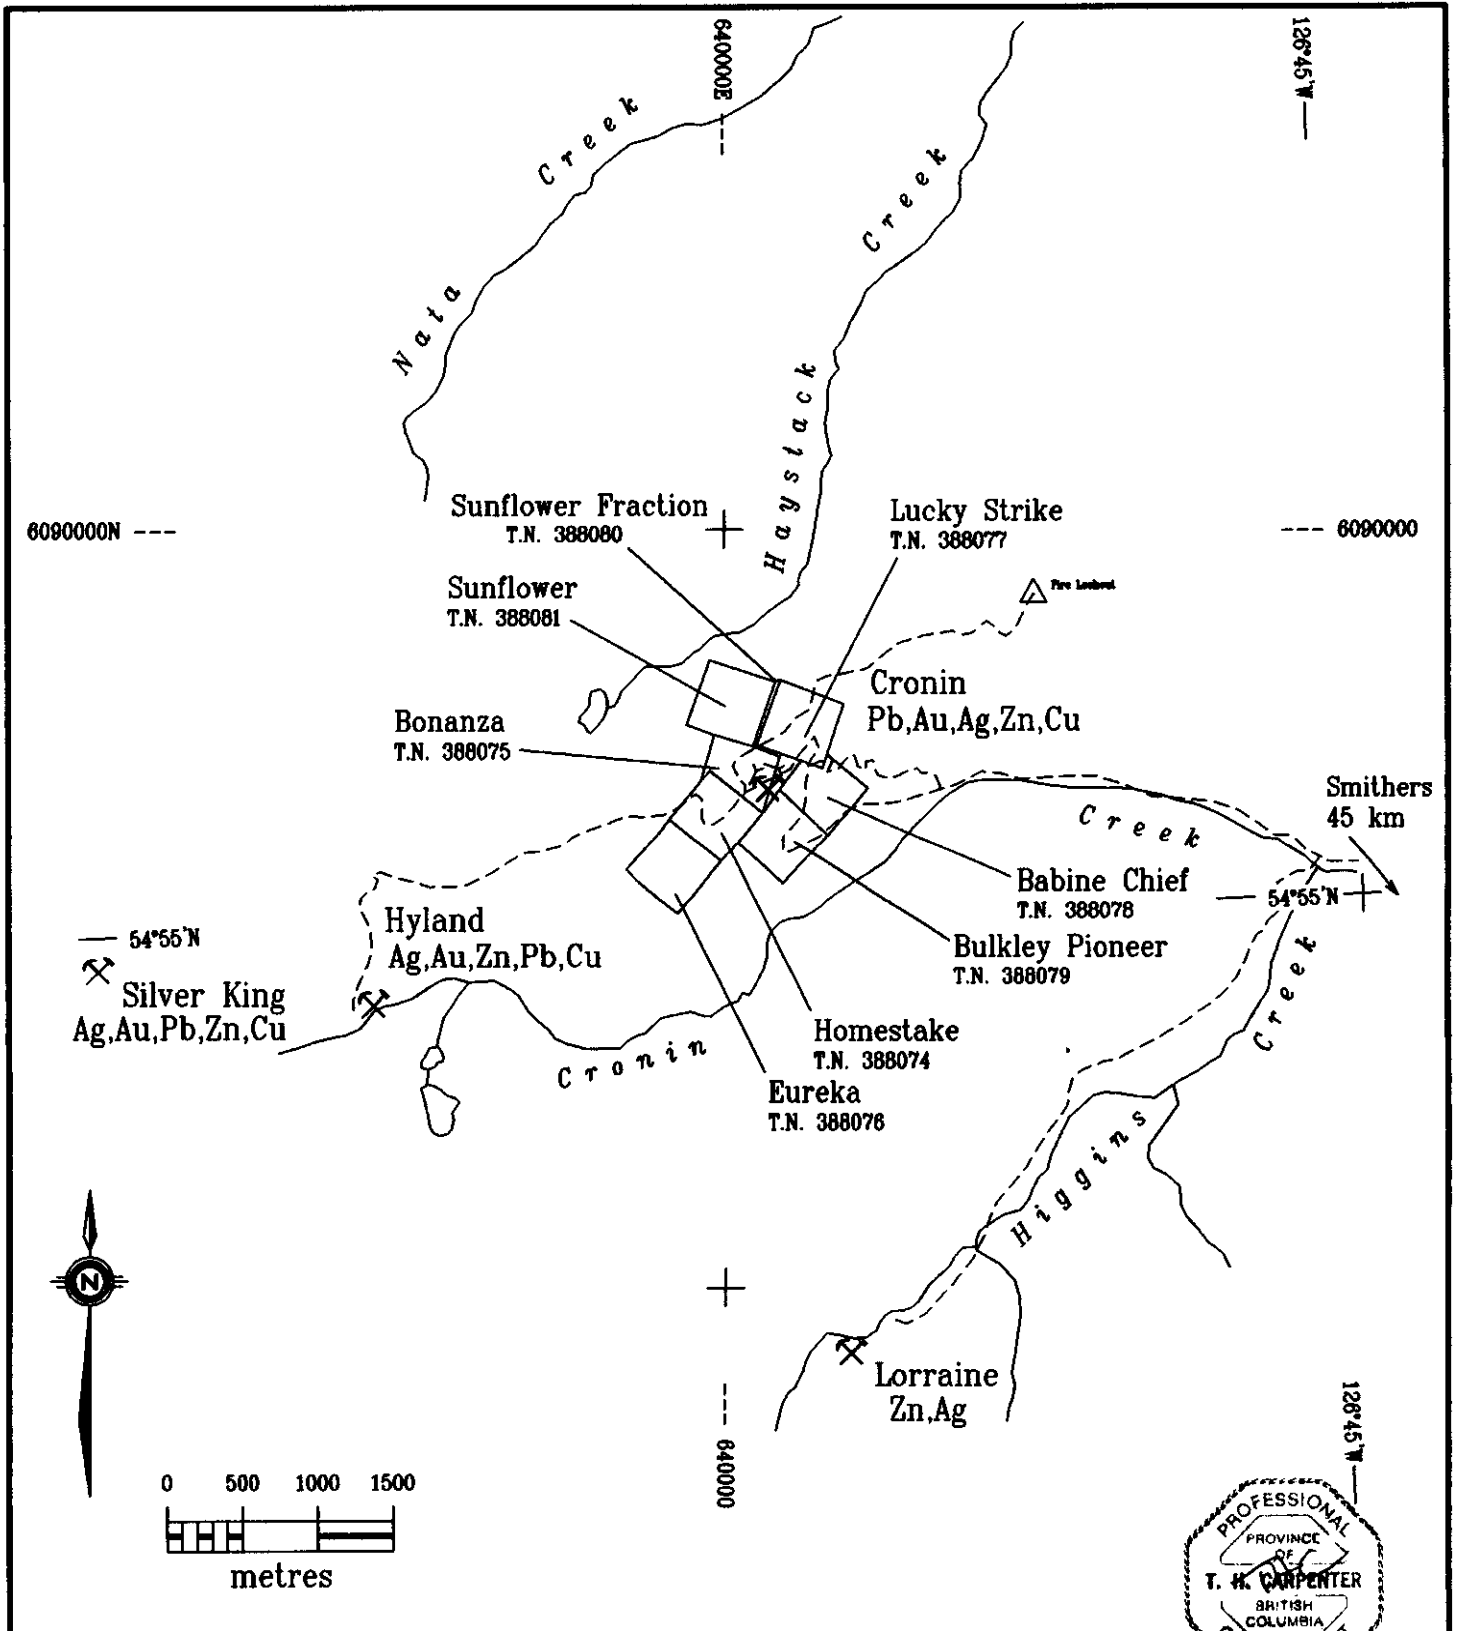 640000E
126°45'W
Nata Creek
Haystack Creek
Sunflower Fraction
T.N. 388080
Lucky Strike
T.N. 388077
6090000N
6090000
Fire Lookout
Sunflower
T.N. 388081
Cronin
Pb,Au,Ag,Zn,Cu
Bonanza
T.N. 388075
Smithers
45 km
Cronin Creek
Babine Chief
T.N. 388078
54°55'N
Hyland
Ag,Au,Zn,Pb,Cu
54°55'N
Bulkley Pioneer
T.N. 388079
Silver King
Ag,Au,Pb,Zn,Cu
Homestake
T.N. 388074
Eureka
T.N. 388076
Higgins Creek
N
Lorraine
Zn,Ag
640000
126°45'W
0 500 1000 1500
metres
PROFESSIONAL
PROVINCE
OF
T. H. CARPENTER
BRITISH
COLUMBIA